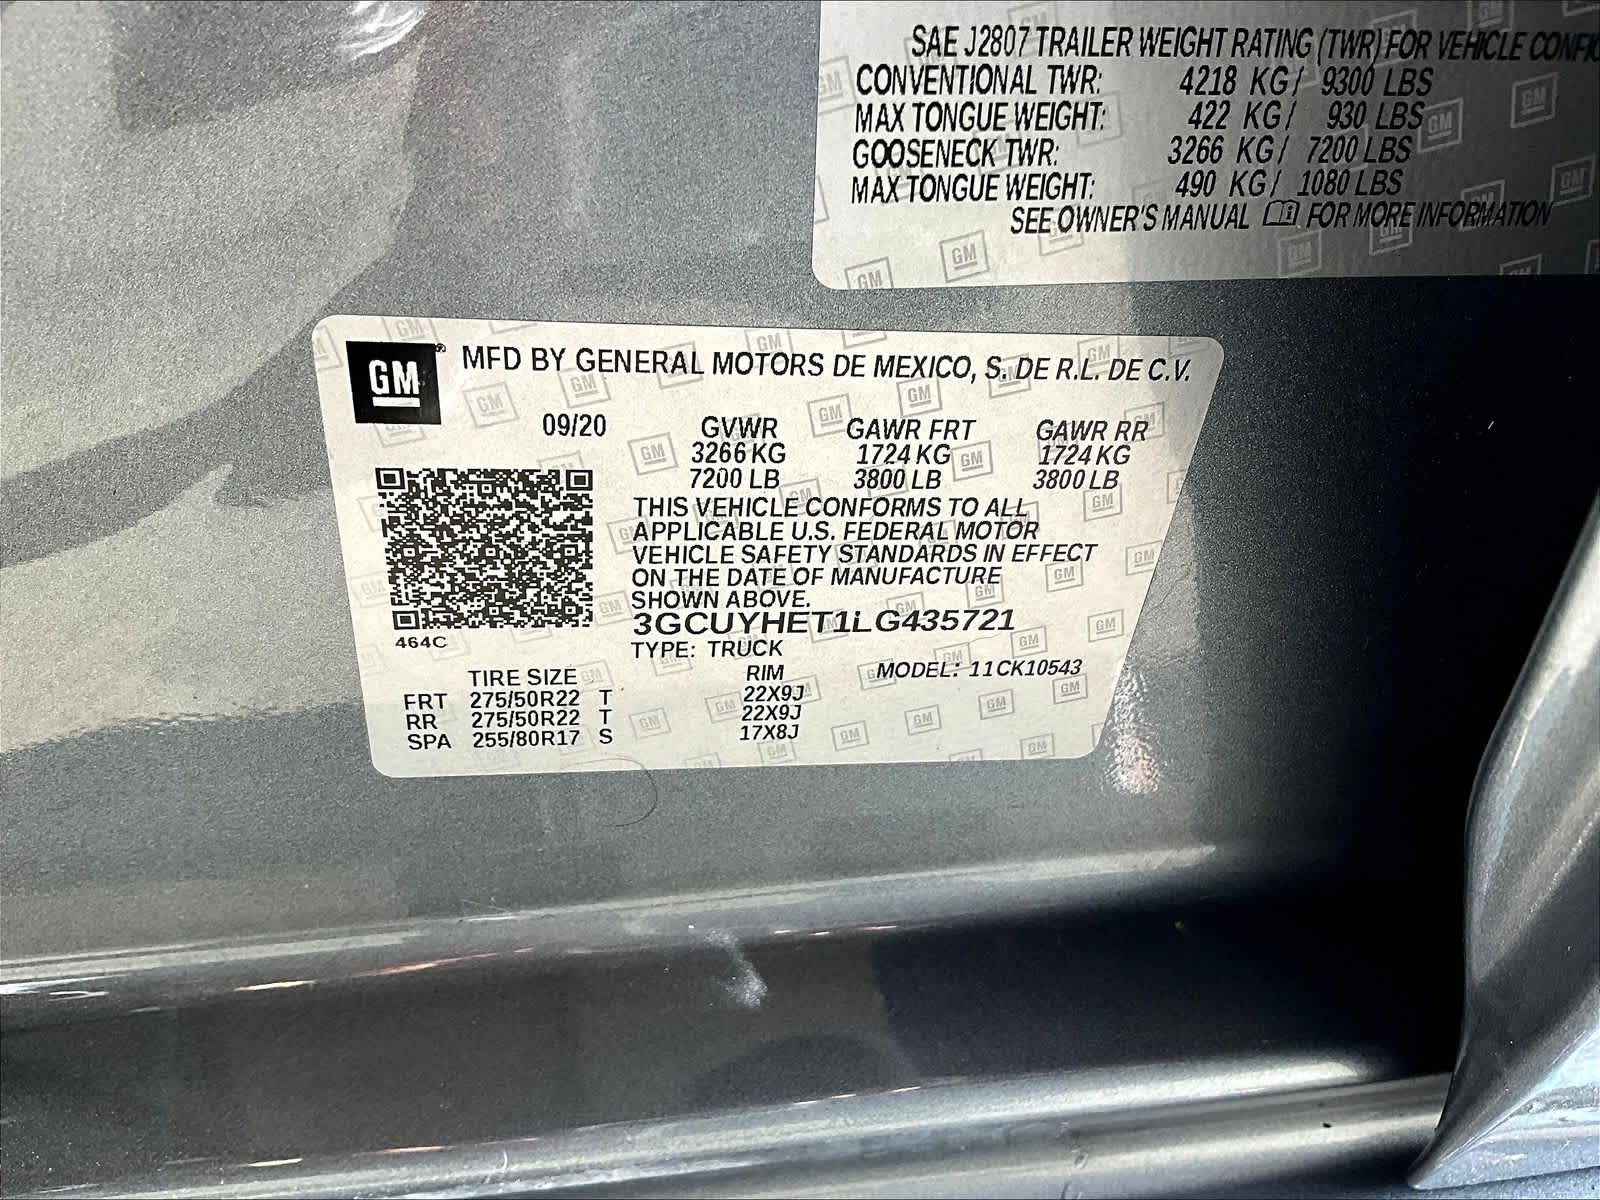 SAE J2807 TRAILER WEIGHT RATING (TWR) FOR VEHICLE
CONVENTIONAL TWR: 4218 KG/ 9300 LBS
MAX TONGUE WEIGHT: 422 KG/ 930 LBS
GOOSENECK TWR: 3266 KG/ 7200 LBS
MAX TONGUE WEIGHT: 490 KG/ 1080 LBS
SEE OWNER'S MANUAL FOR MORE INFORMATION
GM® MFD BY GENERAL MOTORS DE MEXICO, S. DE R.L. DE C.V.
09/20 GVWR GAWR FRT GAWR RR
3266 KG 1724 KG 1724 KG
7200 LB 3800 LB 3800 LB
THIS VEHICLE CONFORMS TO ALL
APPLICABLE U.S. FEDERAL MOTOR
VEHICLE SAFETY STANDARDS IN EFFECT
ON THE DATE OF MANUFACTURE
SHOWN ABOVE.
3GCUYHET1LG435721
464C
TYPE: TRUCK
MODEL: 11CK10543
TIRE SIZE RIM
FRT 275/50R22 T 22X9J
RR 275/50R22 T 22X9J
SPA 255/80R17 S 17X8J